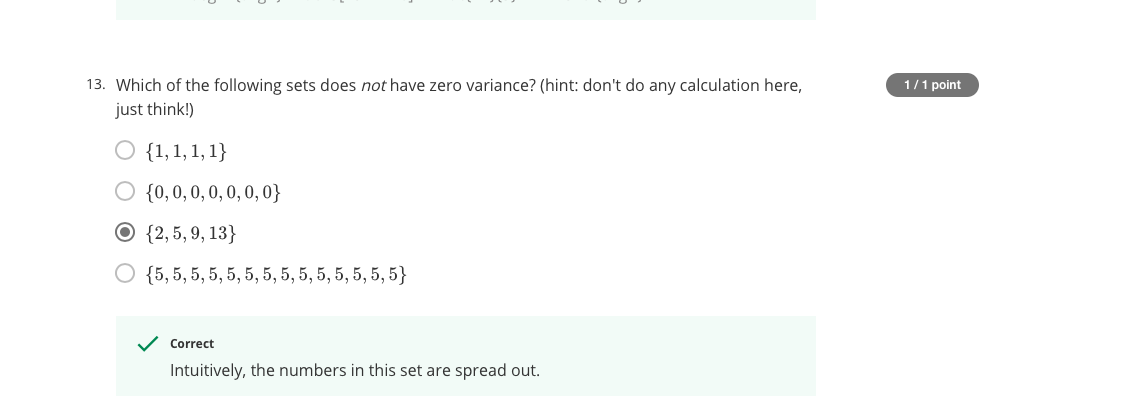 13. Which of the following sets does not have zero variance? (hint: don't do any calculation here,
1 / 1 point
just think!)
{1, 1, 1, 1}
{0, 0, 0, 0, 0, 0, 0}
{2, 5, 9, 13}
{5, 5, 5, 5, 5, 5, 5, 5, 5, 5, 5, 5, 5, 5}
Correct
Intuitively, the numbers in this set are spread out.